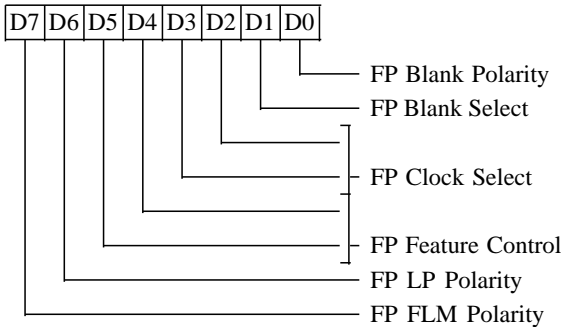 D7 D6 D5 D4 D3 D2 D1 D0
FP Blank Polarity
FP Blank Select
FP Clock Select
FP Feature Control
FP LP Polarity
FP FLM Polarity